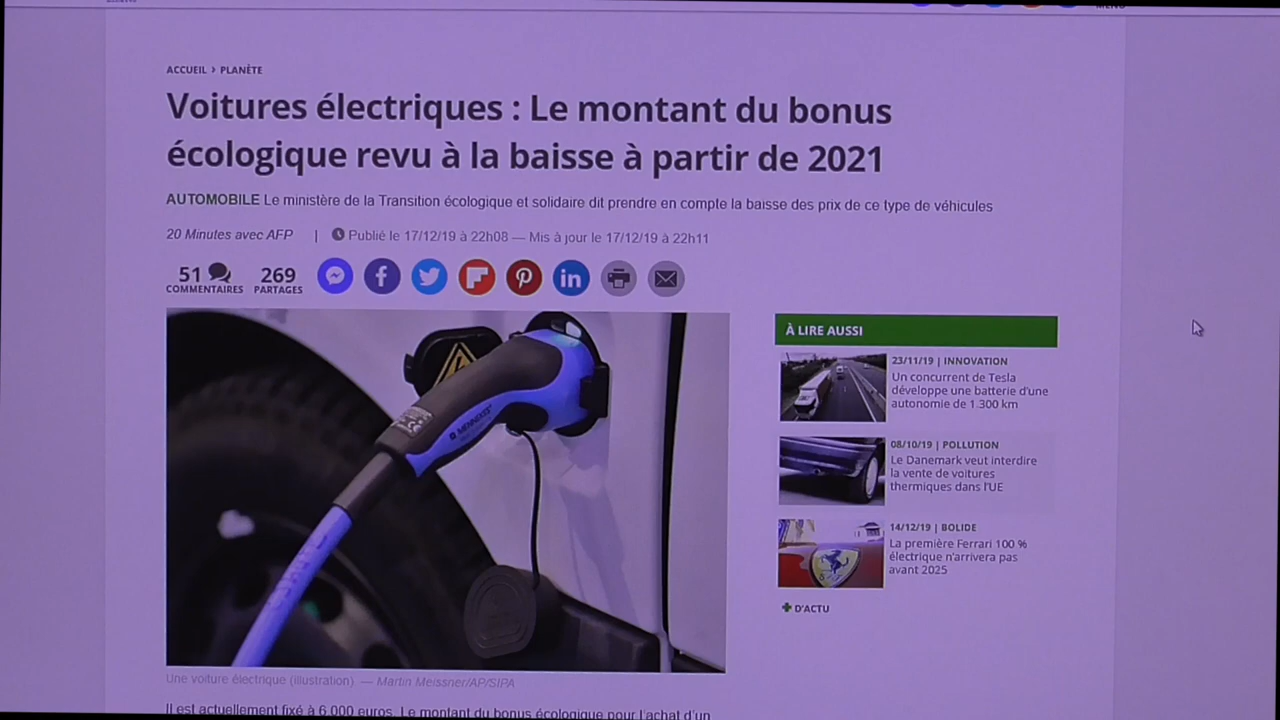 ACCUEIL > PLANÈTE
Voitures électriques : Le montant du bonus
écologique revu à la baisse à partir de 2021
AUTOMOBILE Le ministère de la Transition écologique et solidaire dit prendre en compte la baisse des prix de ce type de véhicules
20 Minutes avec AFP | Publié le 17/12/19 à 22h08 — Mis à jour le 17/12/19 à 22h11
51 269
COMMENTAIRES PARTAGES
À LIRE AUSSI
23/11/19 | INNOVATION
Un concurrent de Tesla
développe une batterie d'une
autonomie de 1.300 km
08/10/19 | POLLUTION
Le Danemark veut interdire
la vente de voitures
thermiques dans l'UE
14/12/19 | BOLIDE
La première Ferrari 100 %
électrique n'arrivera pas
avant 2025
D'ACTU
MENNEKES
Une voiture électrique (illustration) — Martin Meissner/AP/SIPA
Il est actuellement fixé à 6.000 euros. Le montant du bonus écologique pour l'achat d'un